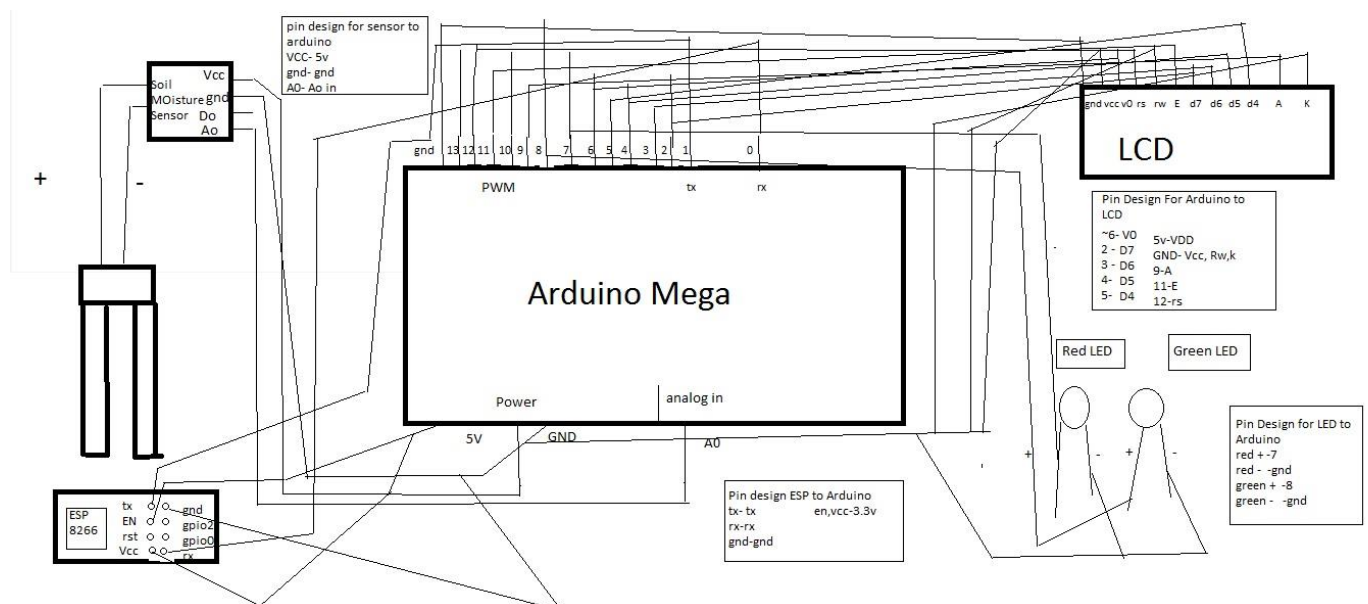 pin design for sensor to
arduino
VCC- 5v
gnd- gnd
A0- Ao in
Vcc
Soil
MOisture gnd
Sensor Do
Ao
+ -
gnd 13 12 11 10 9 8 7 6 5 4 3 2 1 0
PWM tx rx
Arduino Mega
Power analog in
5V GND A0
gnd vcc v0 rs rw E d7 d6 d5 d4 A K
LCD
Pin Design For Arduino to
LCD
~6- V0
2 - D7
3 - D6
4- D5
5- D4
5v-VDD
GND- Vcc, Rw,k
9-A
11-E
12-rs
Red LED
Green LED
+ - + -
Pin Design for LED to
Arduino
red + -7
red - -gnd
green + -8
green - -gnd
ESP
8266
tx gnd
EN gpio2
rst gpio0
Vcc rx
Pin design ESP to Arduino
tx- tx en,vcc-3.3v
rx-rx
gnd-gnd